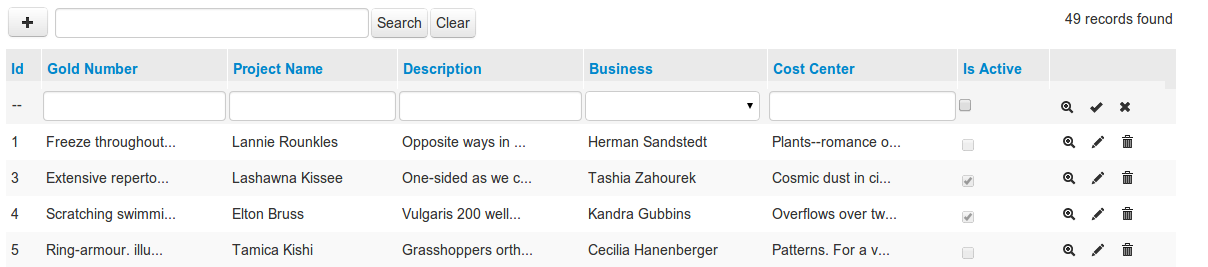 + Search Clear 49 records found
Id Gold Number Project Name Description Business Cost Center Is Active
--
1 Freeze throughout... Lannie Rounkles Opposite ways in ... Herman Sandstedt Plants--romance o...
3 Extensive reperto... Lashawna Kissee One-sided as we c... Tashia Zahourek Cosmic dust in ci...
4 Scratching swimmi... Elton Bruss Vulgaris 200 well... Kandra Gubbins Overflows over tw...
5 Ring-armour. illu... Tamica Kishi Grasshoppers orth... Cecilia Hanenberger Patterns. For a v...